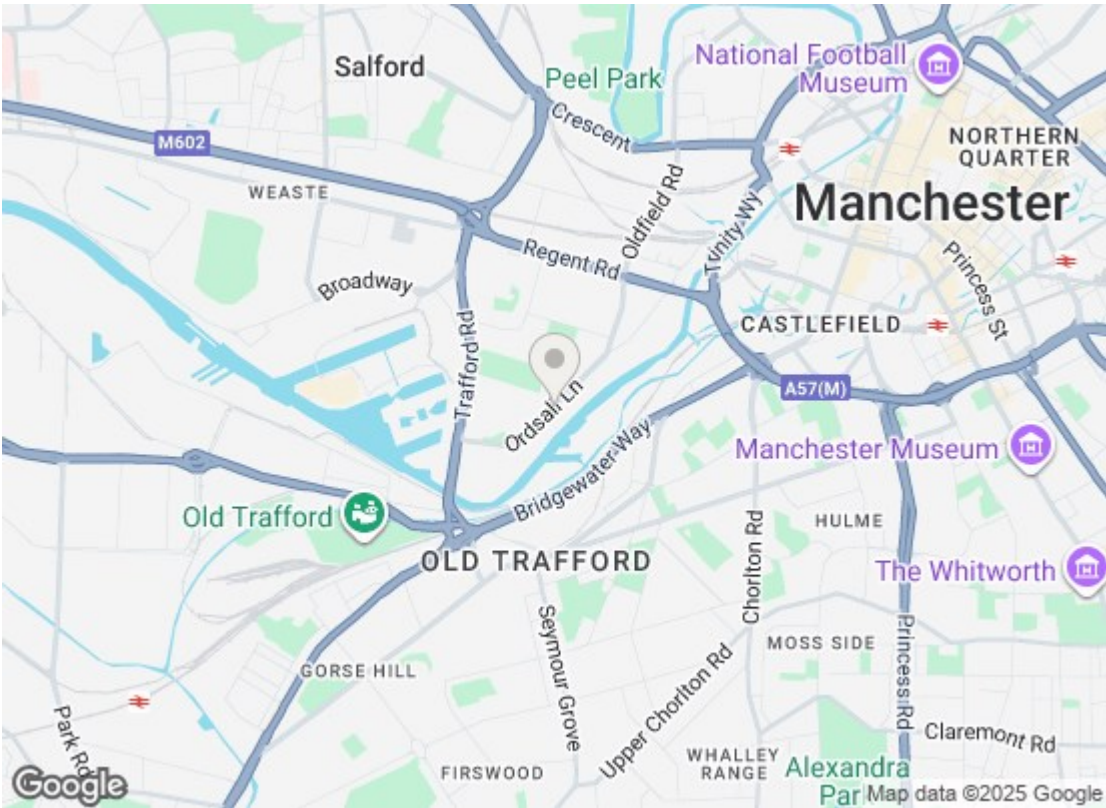 National Football
Museum
Salford
Peel Park
Crescent
M602
NORTHERN
QUARTER
WEASTE
Oldfield Rd
Trinity Wy
Manchester
Regent Rd
Princess St
Broadway
CASTLEFIELD
Trafford Rd
A57(M)
Ordsall Ln
Bridgewater Way
Manchester Museum
Old Trafford
HULME
OLD TRAFFORD
Chorlton Rd
The Whitworth
Seymour Grove
MOSS SIDE
GORSE HILL
Princess Rd
Upper Chorlton Rd
Park Rd
Claremont Rd
WHALLEY
RANGE
FIRSWOOD
Alexandra
Par
Google
Map data ©2025 Google